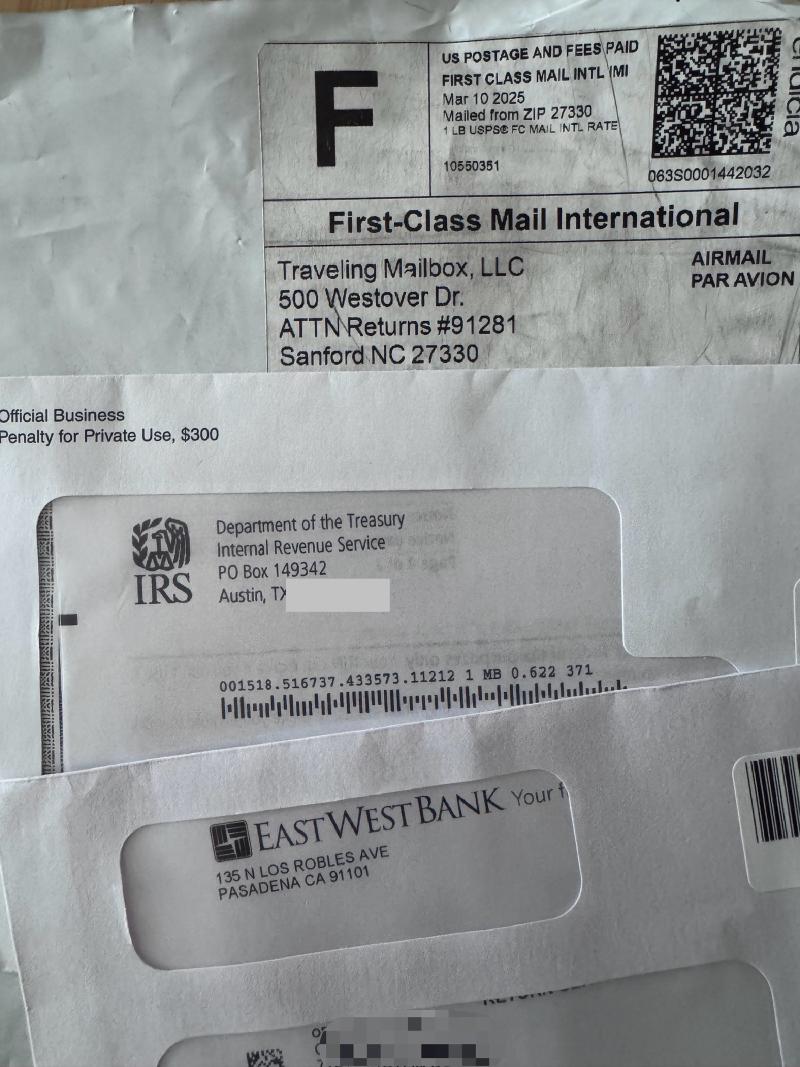 F
US POSTAGE AND FEES PAID
FIRST CLASS MAIL INTL IMI
Mar 10 2025
Mailed from ZIP 27330
1 LB USPS® FC MAIL INTL RATE
10550351
endicia
063S0001442032
First-Class Mail International
Traveling Mailbox, LLC
500 Westover Dr.
ATTN Returns #91281
Sanford NC 27330
AIRMAIL
PAR AVION
Official Business
Penalty for Private Use, $300
IRS
Department of the Treasury
Internal Revenue Service
PO Box 149342
Austin, TX
001518.516737.433573.11212 1 MB 0.622 371
EASTWESTBANK Your f
135 N LOS ROBLES AVE
PASADENA CA 91101